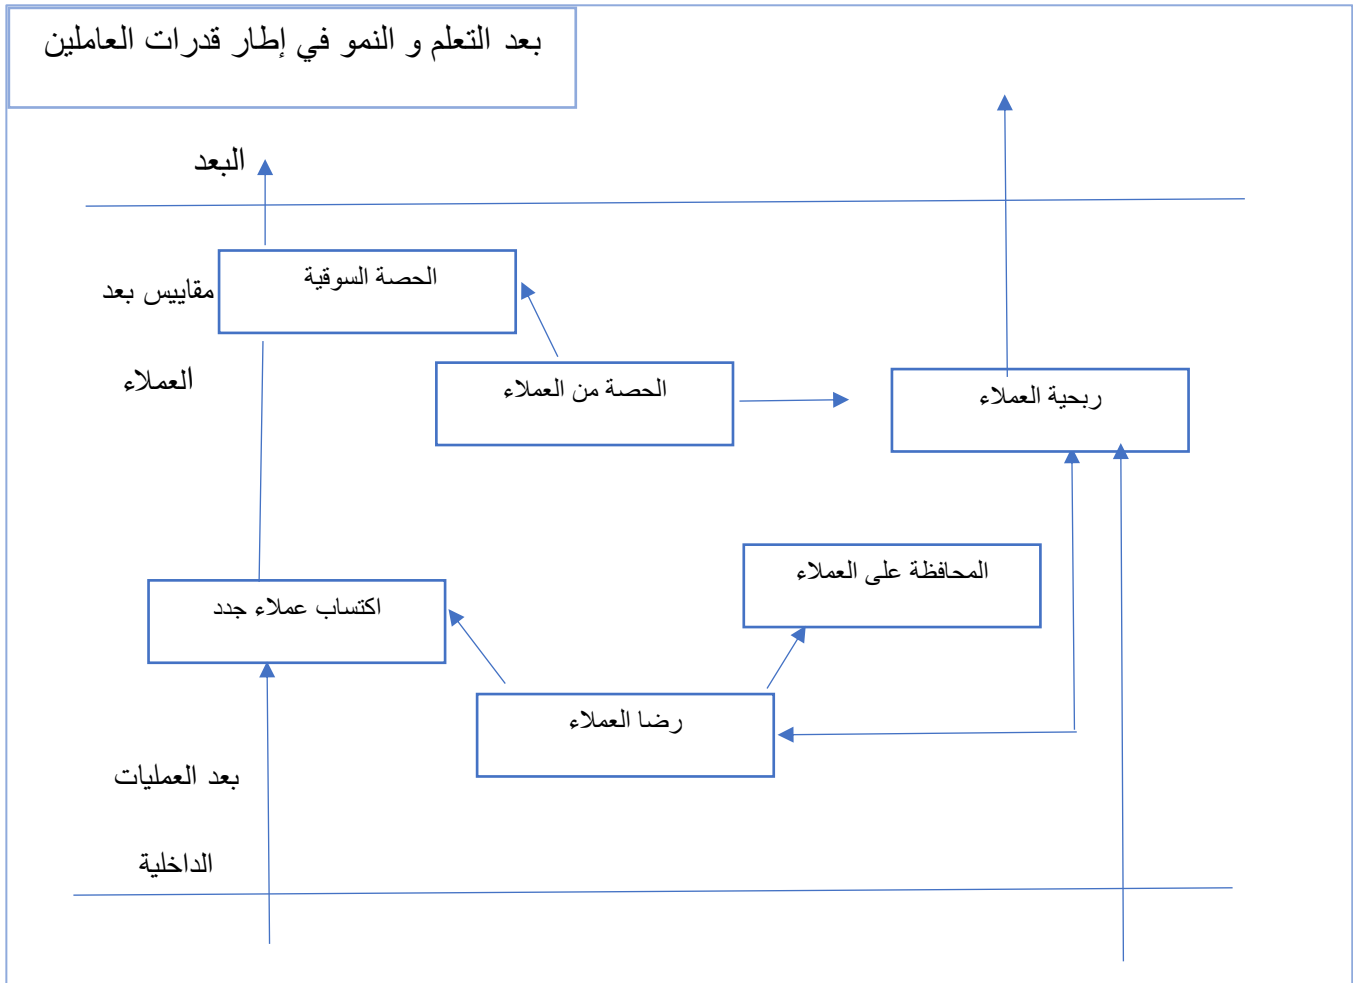 بعد التعلم و النمو في إطار قدرات العاملين
البعد
الحصة السوقية
مقاييس بعد
العملاء
الحصة من العملاء
ربحية العملاء
المحافظة على العملاء
اكتساب عملاء جدد
رضا العملاء
بعد العمليات
الداخلية